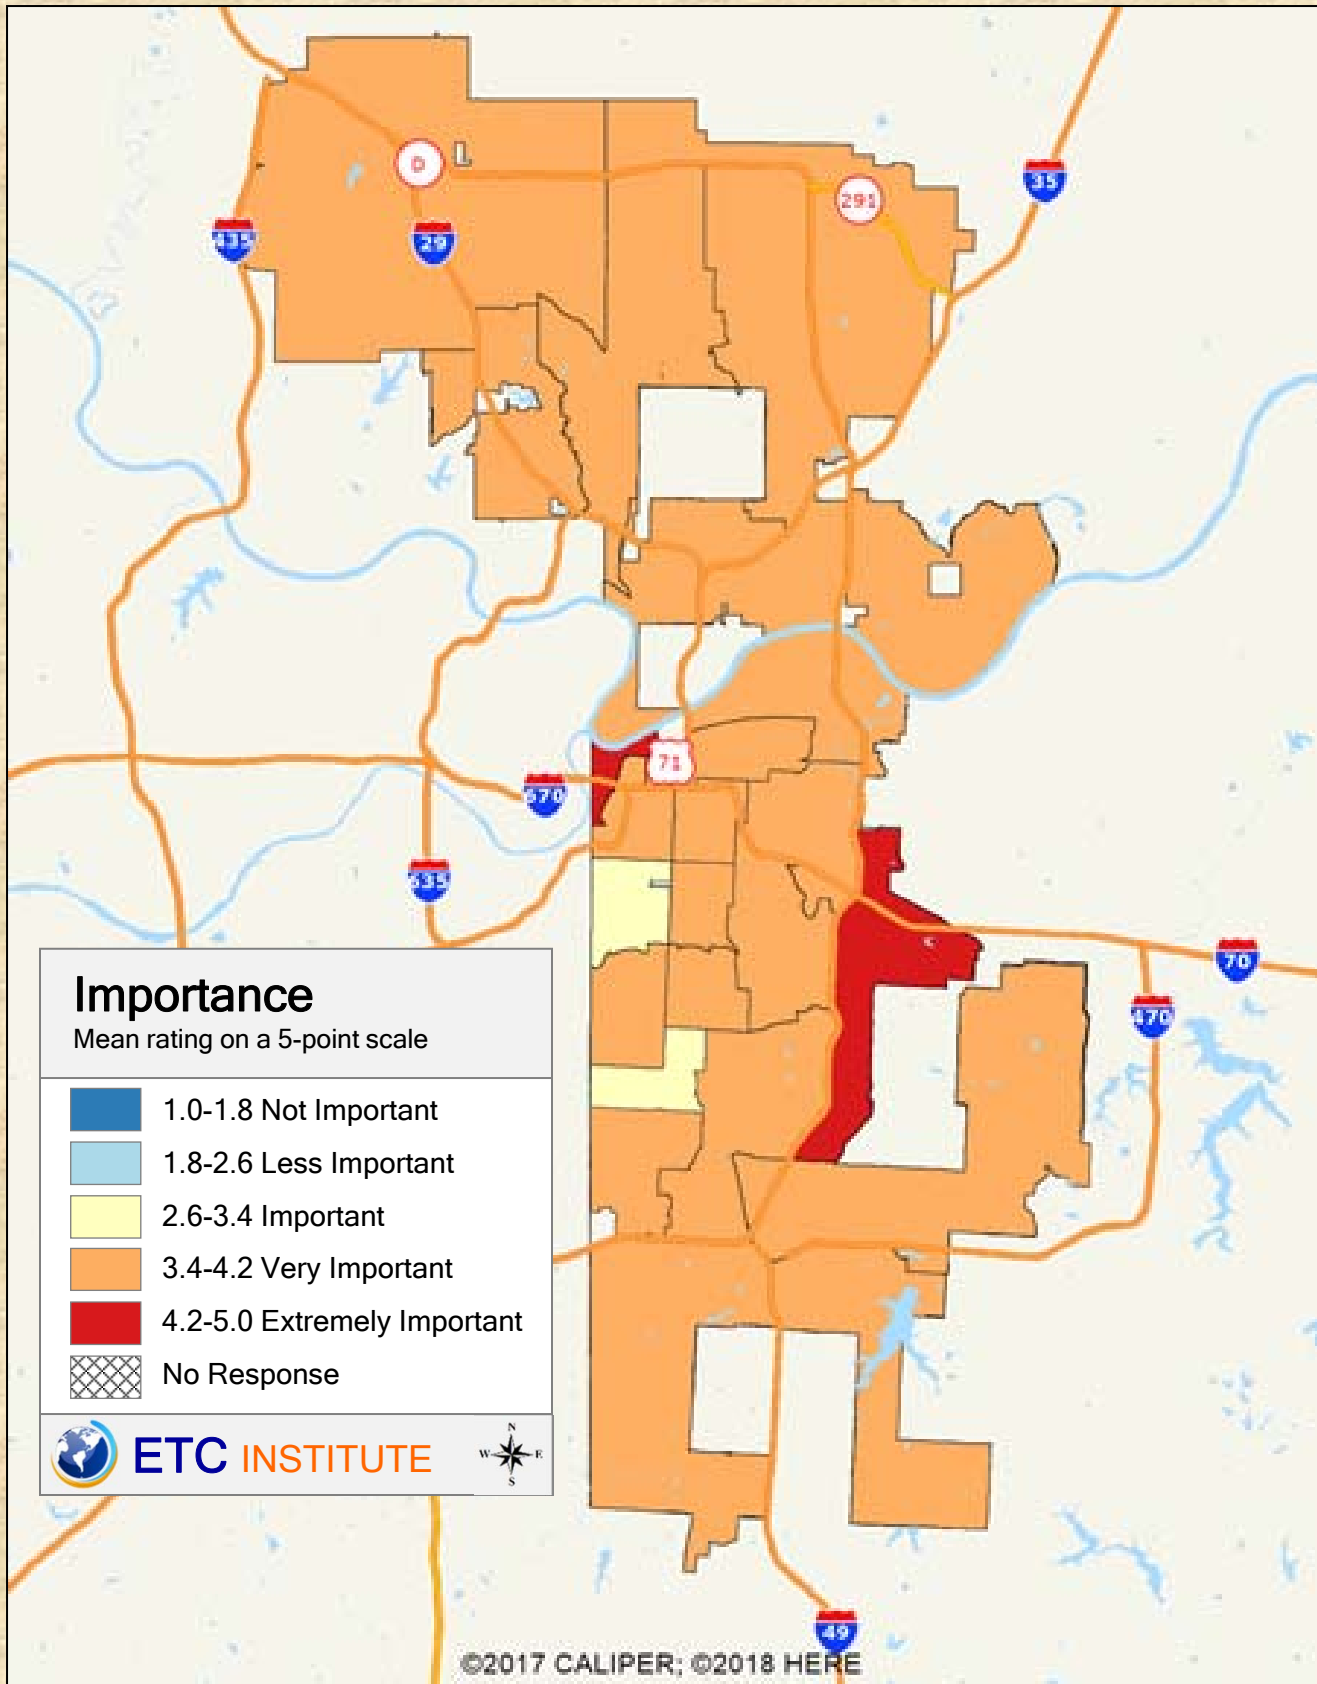 D
291
35
435
29
71
670
635
70
470
Importance
Mean rating on a 5-point scale
1.0-1.8 Not Important
1.8-2.6 Less Important
2.6-3.4 Important
3.4-4.2 Very Important
4.2-5.0 Extremely Important
No Response
ETC INSTITUTE
N
W E
S
49
©2017 CALIPER; ©2018 HERE